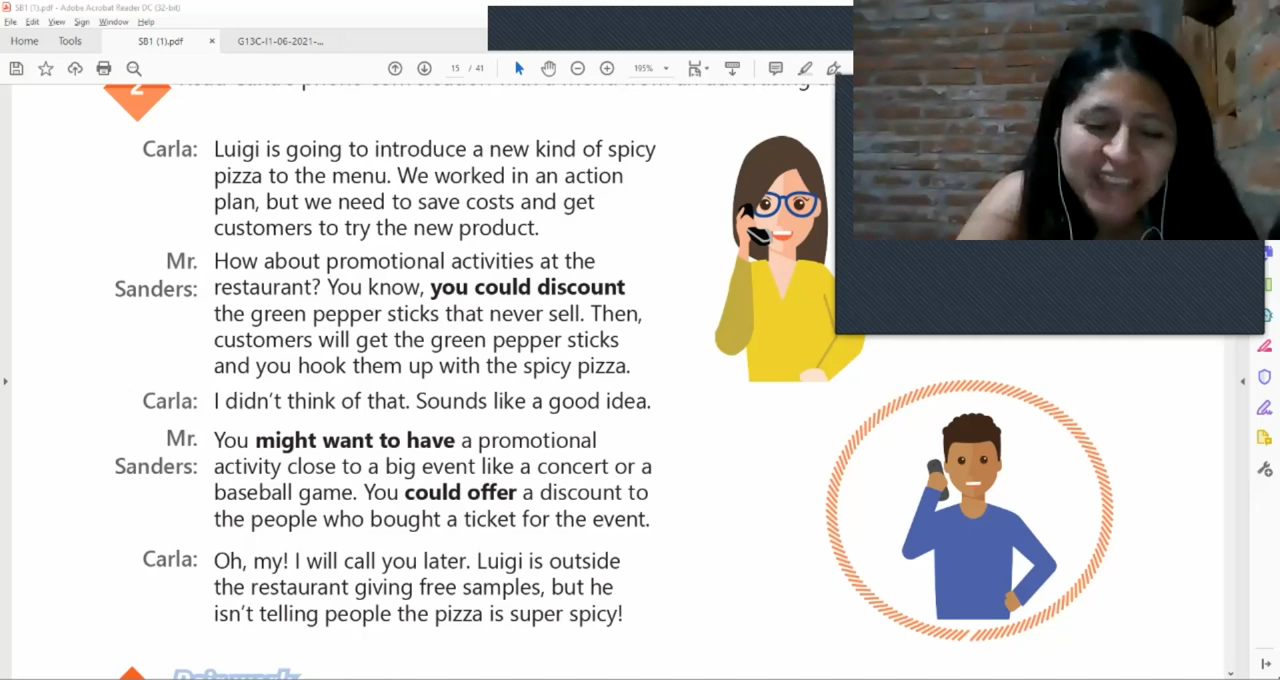 SB1 (1).pdf - Adobe Acrobat Reader DC (32-bit)
File Edit View Sign Window Help
Home Tools SB1 (1).pdf × G13C-I1-06-2021-...
15 / 41 195%
2
Carla: Luigi is going to introduce a new kind of spicy
pizza to the menu. We worked in an action
plan, but we need to save costs and get
customers to try the new product.
Mr. How about promotional activities at the
Sanders: restaurant? You know, you could discount
the green pepper sticks that never sell. Then,
customers will get the green pepper sticks
and you hook them up with the spicy pizza.
Carla: I didn't think of that. Sounds like a good idea.
Mr. You might want to have a promotional
Sanders: activity close to a big event like a concert or a
baseball game. You could offer a discount to
the people who bought a ticket for the event.
Carla: Oh, my! I will call you later. Luigi is outside
the restaurant giving free samples, but he
isn't telling people the pizza is super spicy!